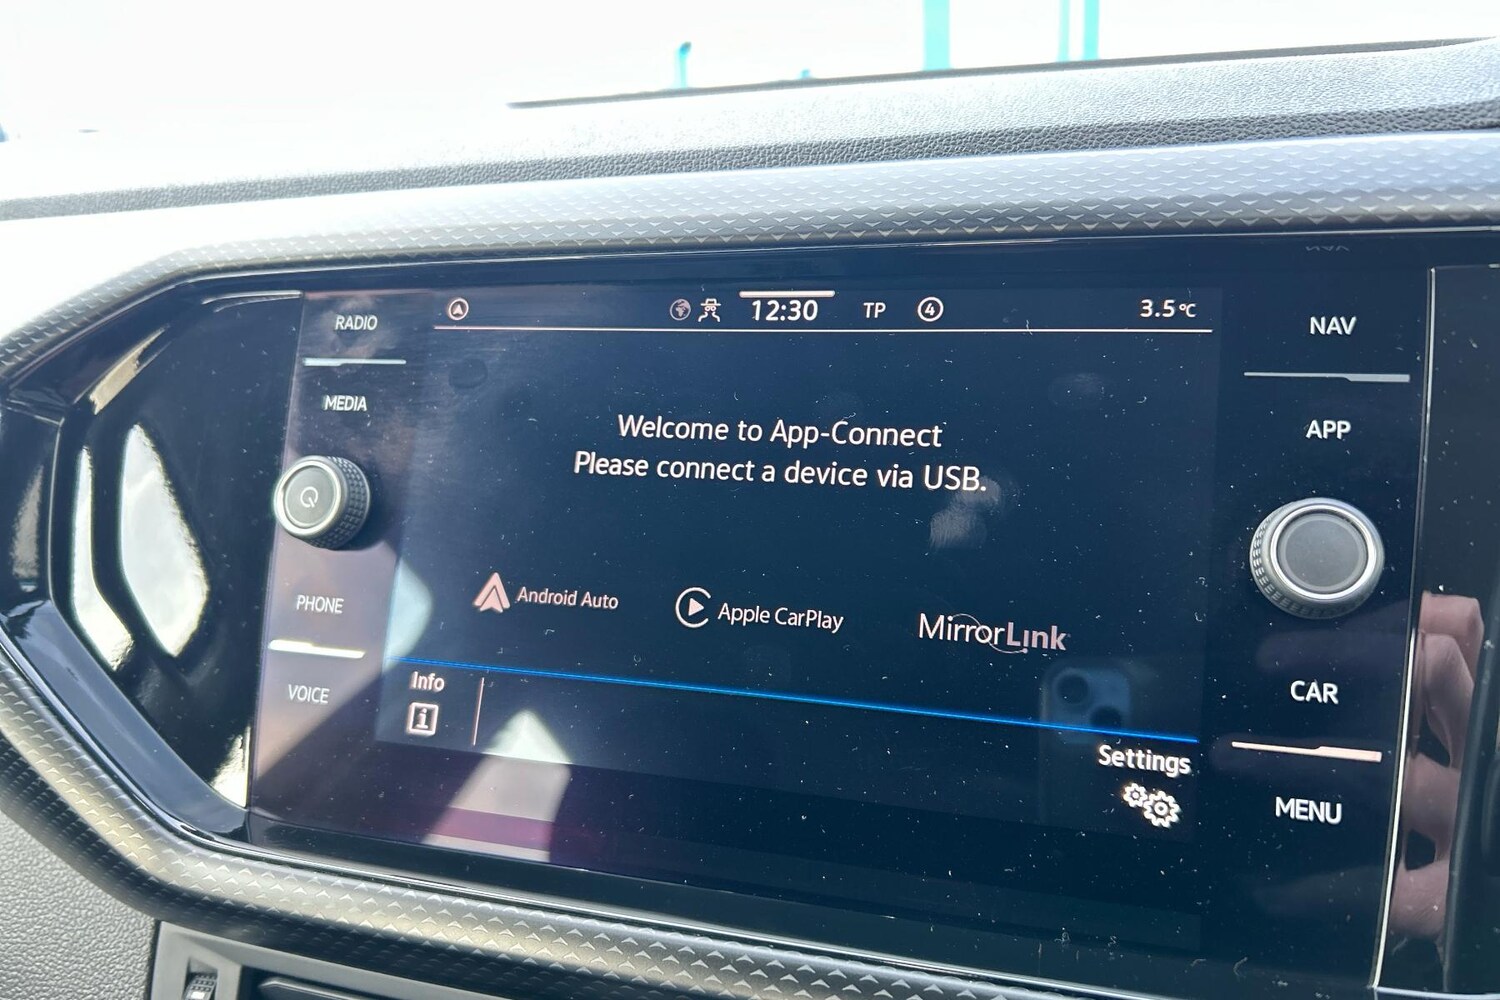 RADIO
MEDIA
PHONE
VOICE
12:30 TP 4 3.5°C
Welcome to App-Connect
Please connect a device via USB.
Android Auto
Apple CarPlay
MirrorLink
Info
i
Settings
NAV
APP
CAR
MENU